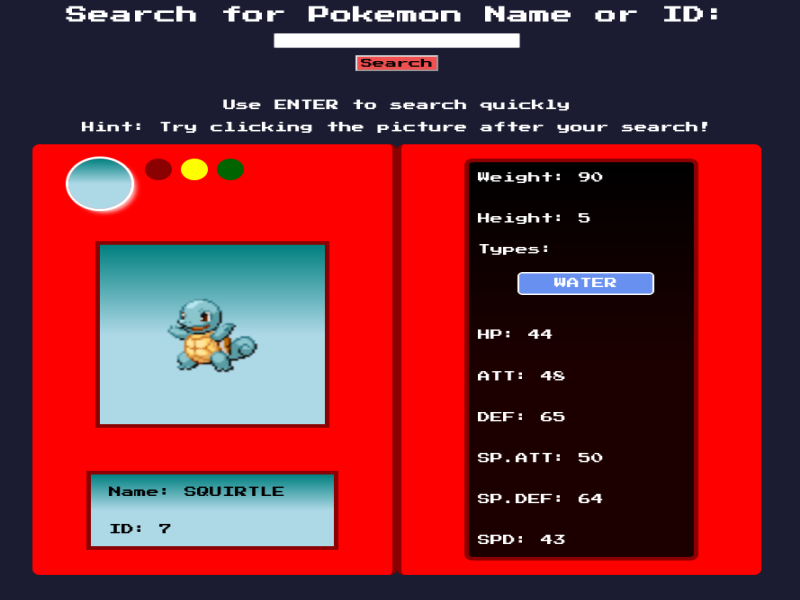 Search for Pokemon Name or ID:
Search
Use ENTER to search quickly
Hint: Try clicking the picture after your search!
Name: SQUIRTLE
ID: 7
Weight: 90
Height: 5
Types:
WATER
HP: 44
ATT: 48
DEF: 65
SP.ATT: 50
SP.DEF: 64
SPD: 43